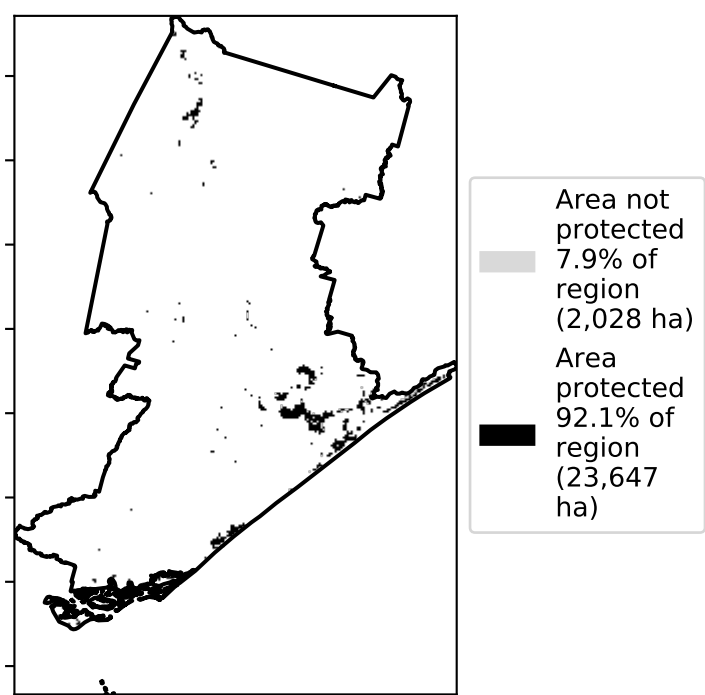 Area not
protected
7.9% of
region
(2,028 ha)
Area
protected
92.1% of
region
(23,647
ha)